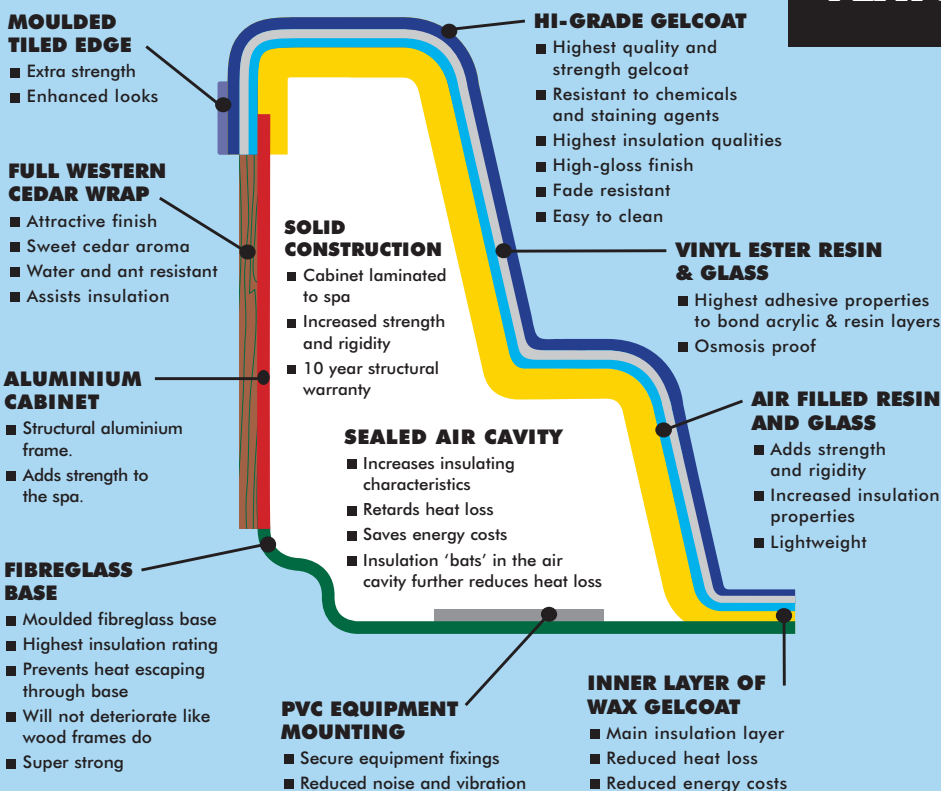 MOULDED
TILED EDGE
■ Extra strength
■ Enhanced looks
FULL WESTERN
CEDAR WRAP
■ Attractive finish
■ Sweet cedar aroma
■ Water and ant resistant
■ Assists insulation
ALUMINIUM
CABINET
■ Structural aluminium
frame.
■ Adds strength to
the spa.
FIBREGLASS
BASE
■ Moulded fibreglass base
■ Highest insulation rating
■ Prevents heat escaping
through base
■ Will not deteriorate like
wood frames do
■ Super strong
SOLID
CONSTRUCTION
■ Cabinet laminated
to spa
■ Increased strength
and rigidity
■ 10 year structural
warranty
SEALED AIR CAVITY
■ Increases insulating
characteristics
■ Retards heat loss
■ Saves energy costs
■ Insulation ‘bats’ in the air
cavity further reduces heat loss
PVC EQUIPMENT
MOUNTING
■ Secure equipment fixings
■ Reduced noise and vibration
HI-GRADE GELCOAT
■ Highest quality and
strength gelcoat
■ Resistant to chemicals
and staining agents
■ Highest insulation qualities
■ High-gloss finish
■ Fade resistant
■ Easy to clean
VINYL ESTER RESIN
& GLASS
■ Highest adhesive properties
to bond acrylic & resin layers
■ Osmosis proof
AIR FILLED RESIN
AND GLASS
■ Adds strength
and rigidity
■ Increased insulation
properties
■ Lightweight
INNER LAYER OF
WAX GELCOAT
■ Main insulation layer
■ Reduced heat loss
■ Reduced energy costs